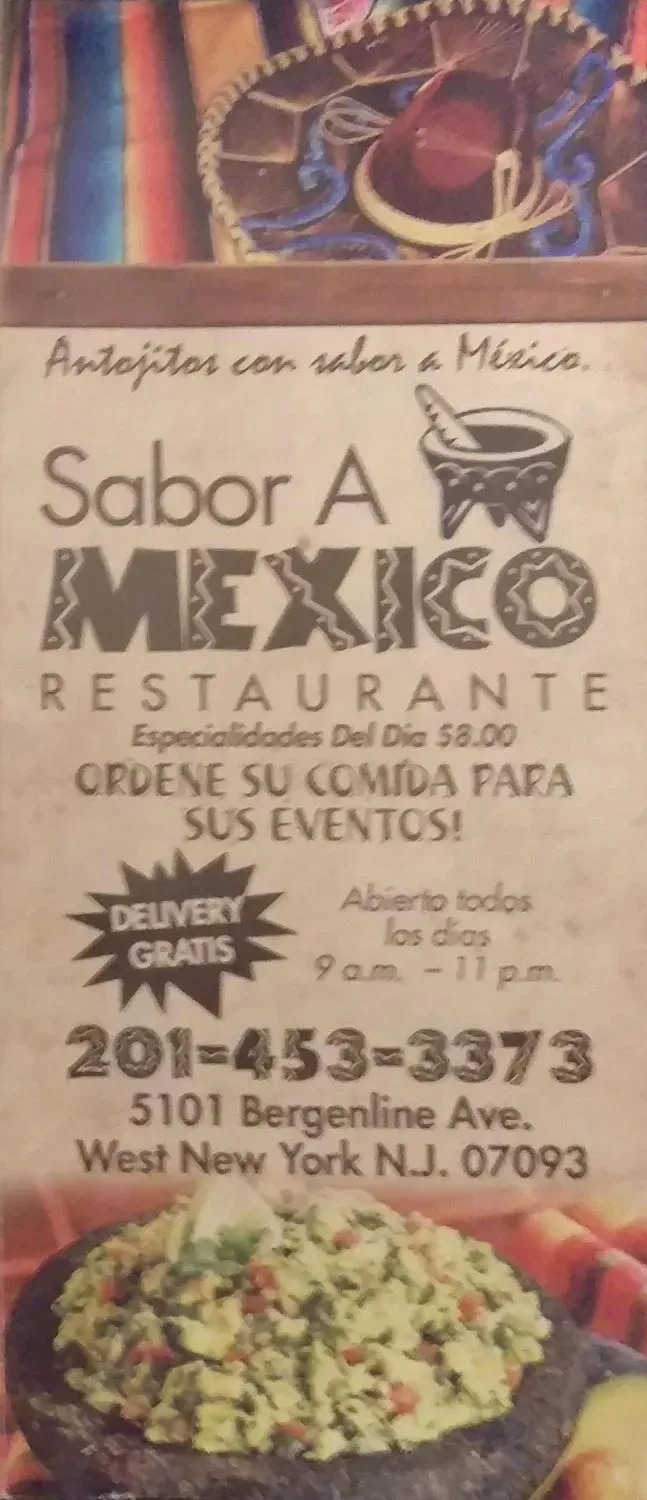 Antojitos con sabor a México.
Sabor A
MEXICO
RESTAURANTE
Especialidades Del Dia $8.00
ORDENE SU COMIDA PARA
SUS EVENTOS!
DELIVERY
GRATIS
Abierto todos
los dias
9 a.m. - 11 p.m.
201-453-3373
5101 Bergenline Ave.
West New York N.J. 07093